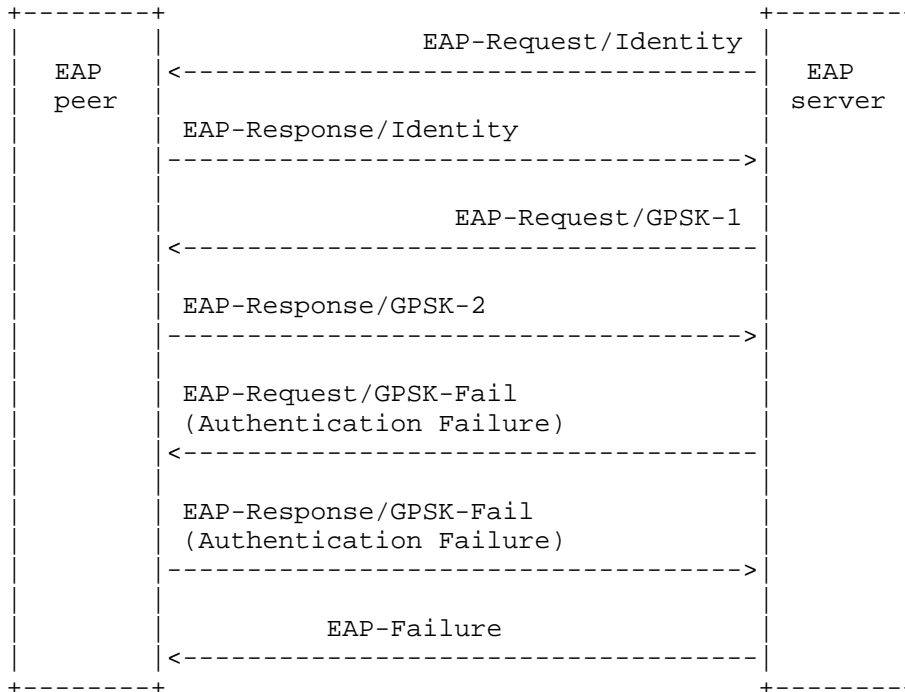 EAP-Request/Identity
EAP EAP
peer server
EAP-Response/Identity
EAP-Request/GPSK-1
EAP-Response/GPSK-2
EAP-Request/GPSK-Fail
(Authentication Failure)
EAP-Response/GPSK-Fail
(Authentication Failure)
EAP-Failure